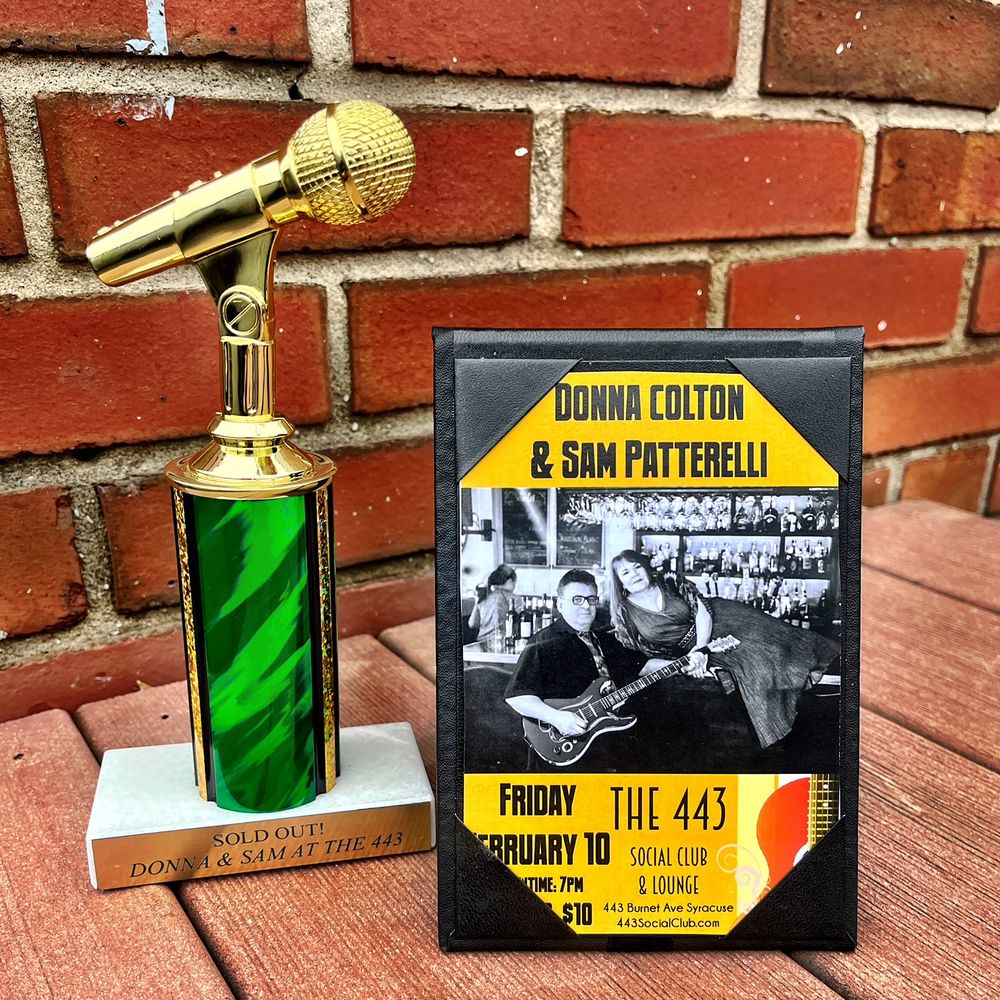 SOLD OUT!
DONNA & SAM AT THE 443
DONNA COLTON
& SAM PATTERELLI
FRIDAY
FEBRUARY 10
7PM
$10
THE 443
SOCIAL CLUB
& LOUNGE
443 Burnet Ave Syracuse
443SocialClub.com